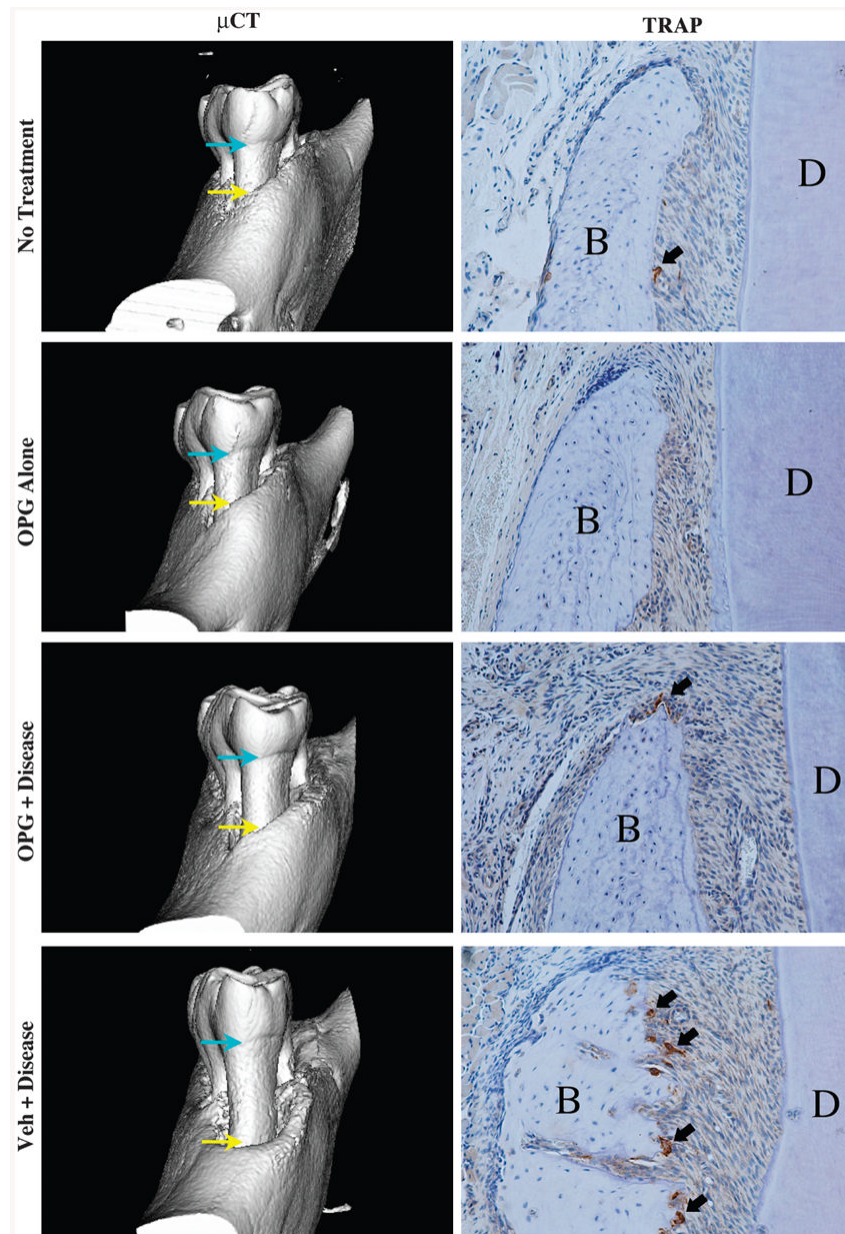 μCT
TRAP
No Treatment
B
D
OPG Alone
B
D
OPG + Disease
B
D
Veh + Disease
B
D